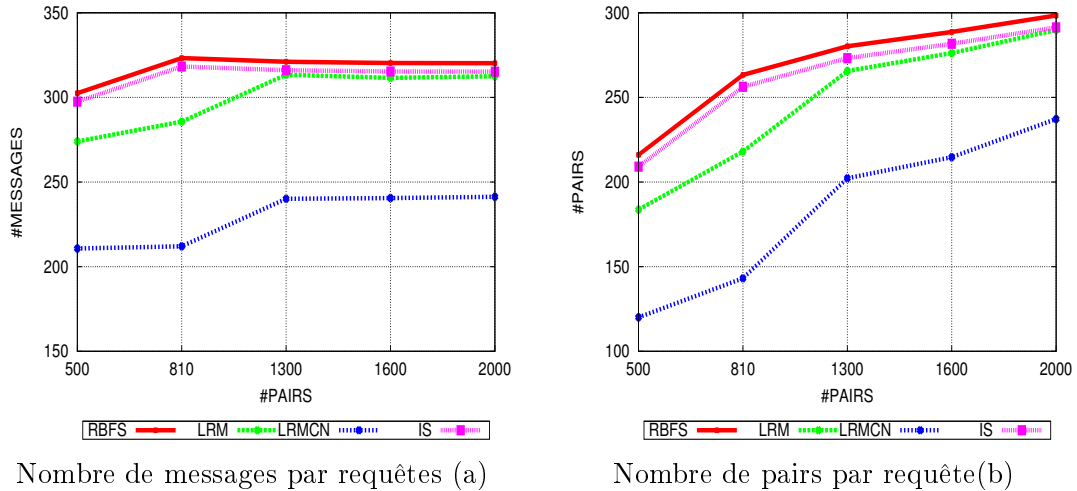 350
300
250
200
150
#MESSAGES
500 810 1300 1600 2000
#PAIRS
RBFS LRM LRMCN IS
Nombre de messages par requêtes (a)
300
250
200
150
100
#PAIRS
500 810 1300 1600 2000
#PAIRS
RBFS LRM LRMCN IS
Nombre de pairs par requête(b)